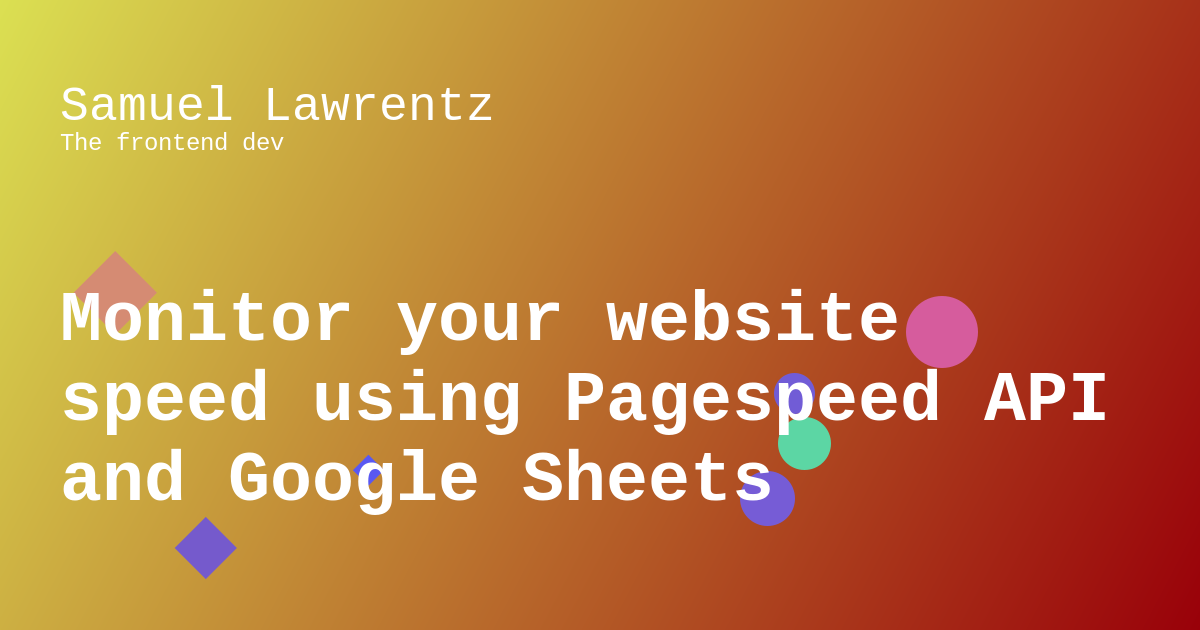 Samuel Lawrentz
The frontend dev
Monitor your website
speed using Pagespeed API
and Google Sheets